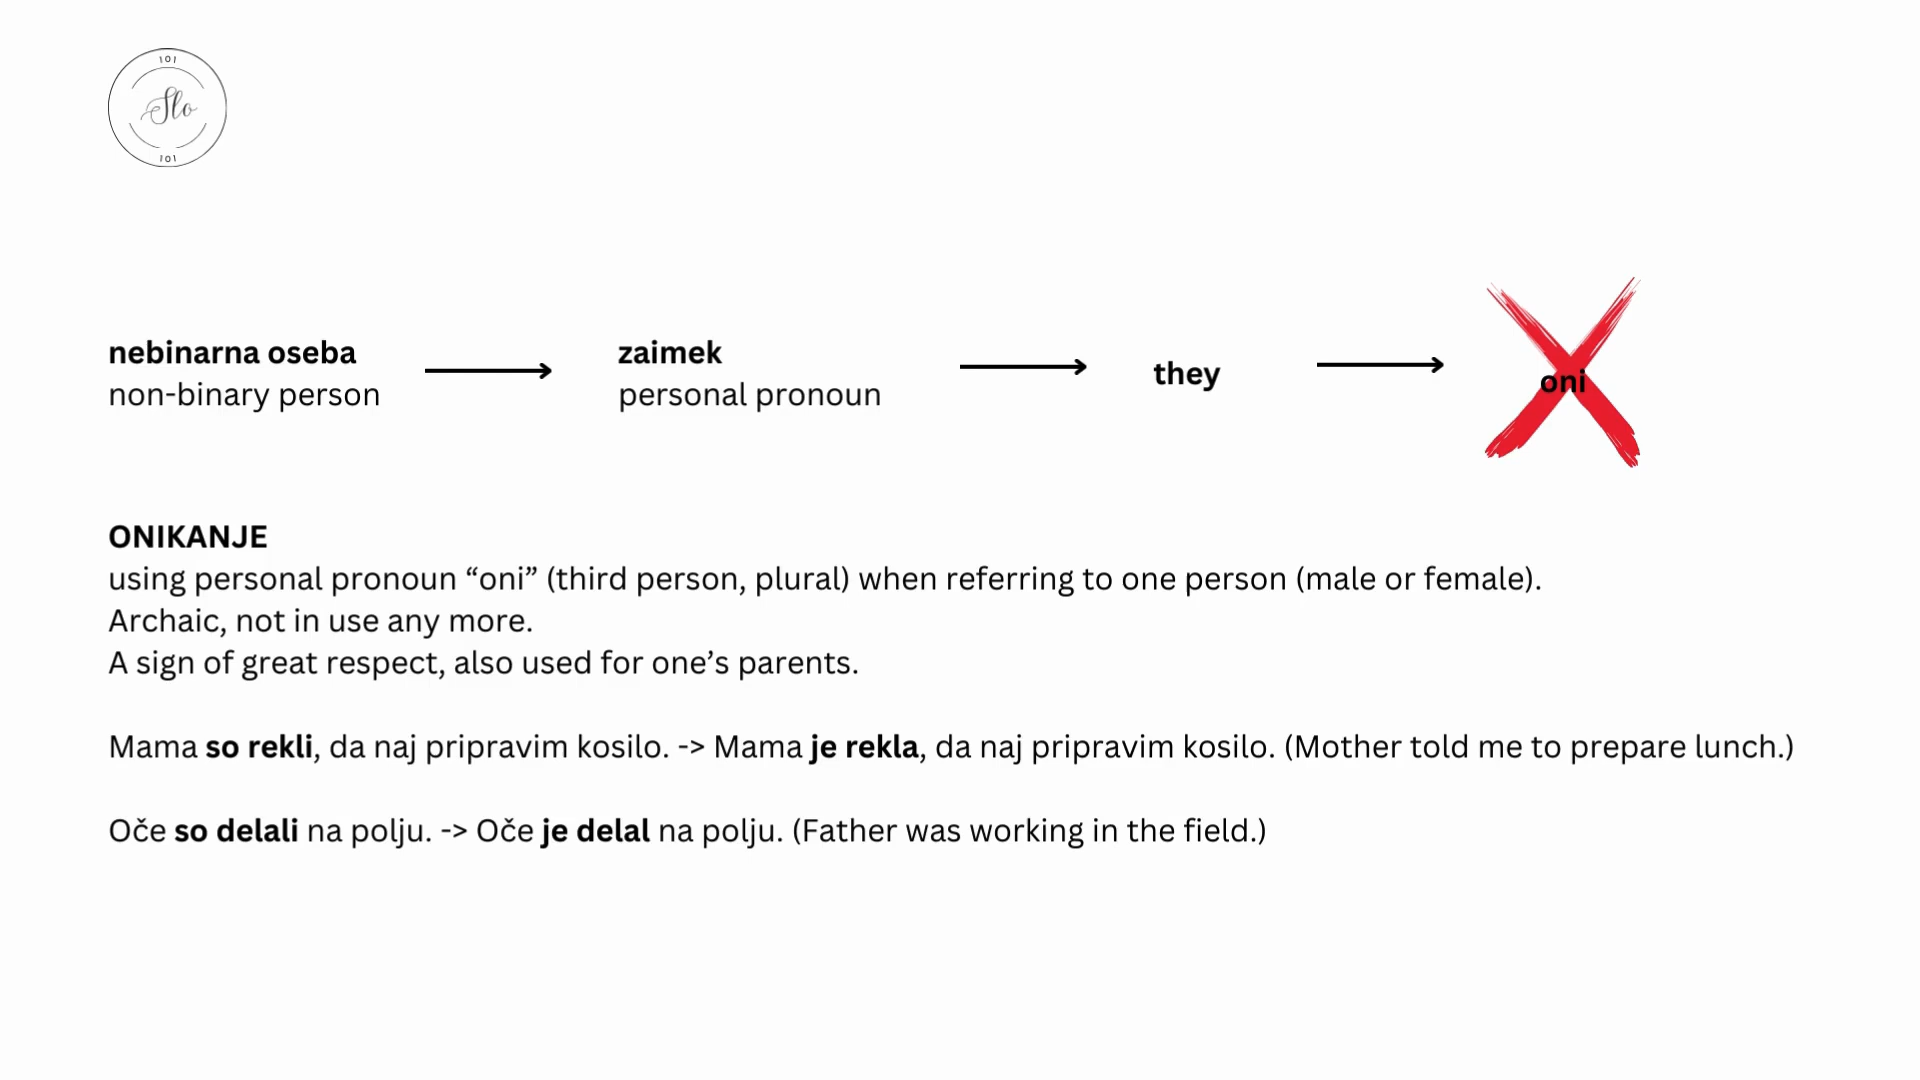 101
Slo
101
nebinarna oseba
non-binary person
zaimek
personal pronoun
they
oni
ONIKANJE
using personal pronoun “oni” (third person, plural) when referring to one person (male or female).
Archaic, not in use any more.
A sign of great respect, also used for one’s parents.
Mama so rekli, da naj pripravim kosilo. -> Mama je rekla, da naj pripravim kosilo. (Mother told me to prepare lunch.)
Oče so delali na polju. -> Oče je delal na polju. (Father was working in the field.)